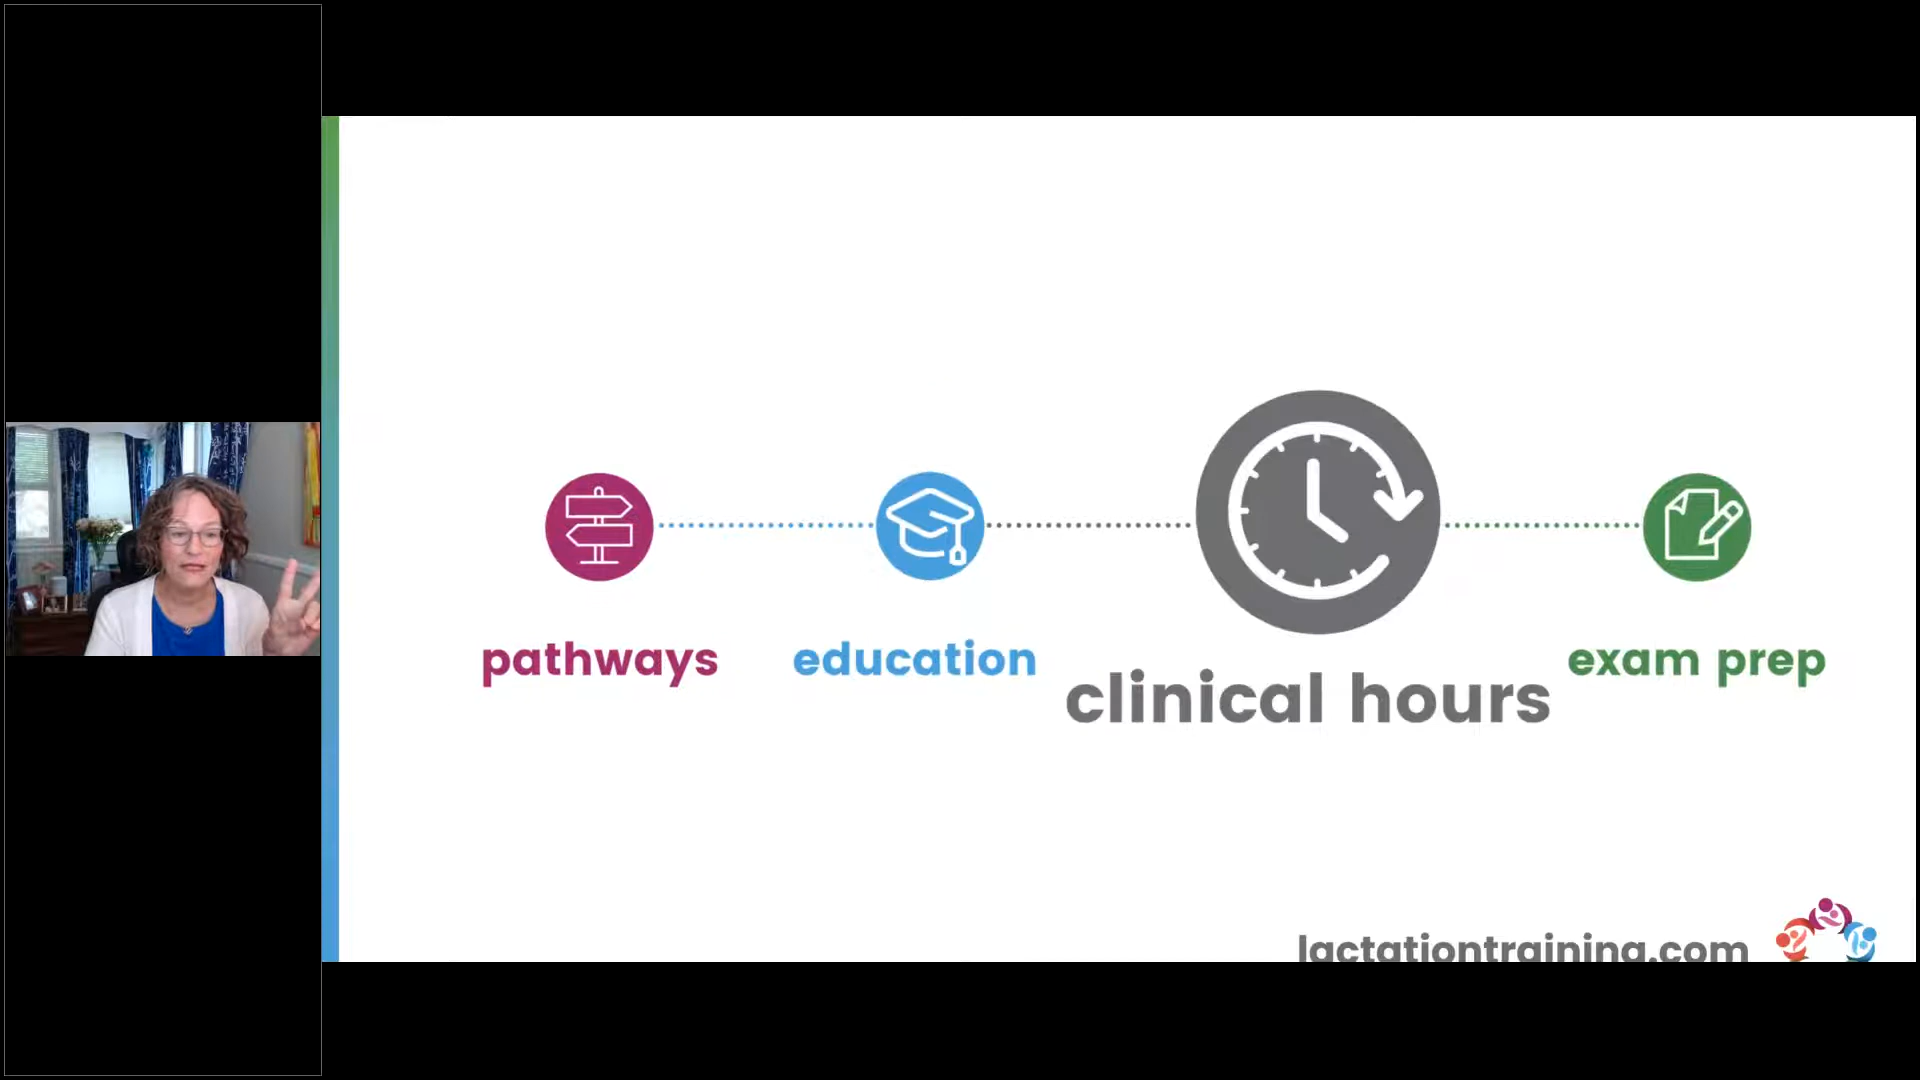 pathways
education
clinical hours
exam prep
lactationtraining.com